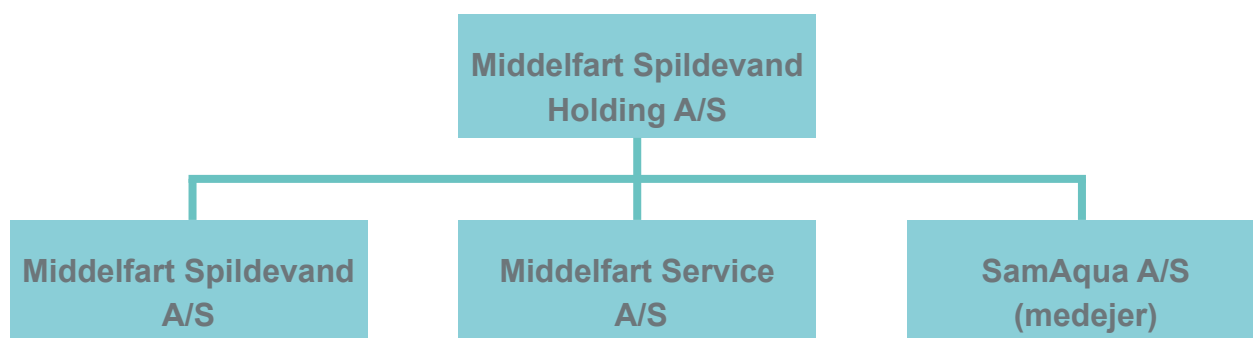 Middelfart Spildevand
Holding A/S
Middelfart Spildevand
A/S
Middelfart Service
A/S
SamAqua A/S
(medejer)